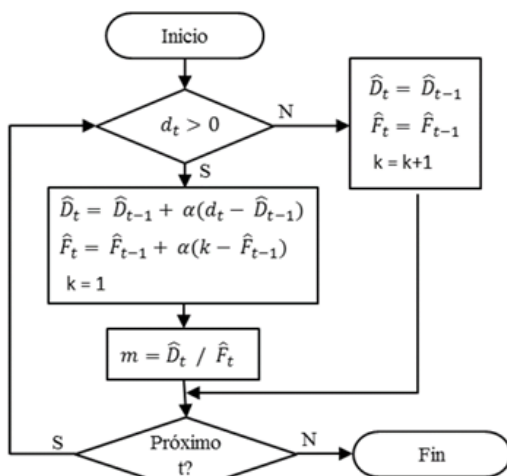 Inicio
d_t > 0
N
S
D̂_t = D̂_{t−1}
F̂_t = F̂_{t−1}
k = k+1
D̂_t = D̂_{t−1} + α(d_t − D̂_{t−1})
F̂_t = F̂_{t−1} + α(k − F̂_{t−1})
k = 1
m = D̂_t / F̂_t
S
Próximo
t?
N
Fin